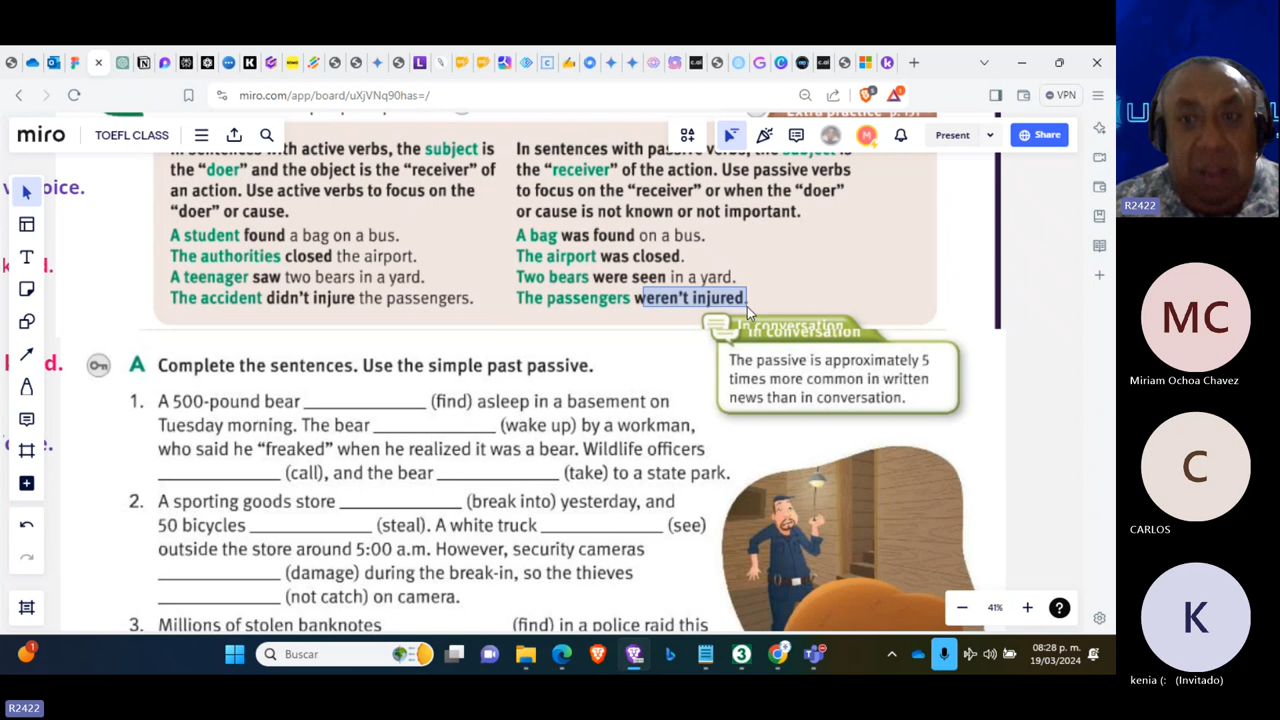 miro.com/app/board/uXjVNq90has=/
VPN
Extra practice p. 137
miro
TOEFL CLASS
Present
Share
In sentences with active verbs, the subject is
the “doer” and the object is the “receiver” of
an action. Use active verbs to focus on the
“doer” or cause.
A student found a bag on a bus.
The authorities closed the airport.
A teenager saw two bears in a yard.
The accident didn’t injure the passengers.
In sentences with passive verbs, the subject is
the “receiver” of the action. Use passive verbs
to focus on the “receiver” or when the “doer”
or cause is not known or not important.
A bag was found on a bus.
The airport was closed.
Two bears were seen in a yard.
The passengers weren’t injured.
In conversation
In conversation
The passive is approximately 5
times more common in written
news than in conversation.
voice.
A Complete the sentences. Use the simple past passive.
1. A 500-pound bear ____________ (find) asleep in a basement on
Tuesday morning. The bear ____________ (wake up) by a workman,
who said he “freaked” when he realized it was a bear. Wildlife officers
____________ (call), and the bear ____________ (take) to a state park.
2. A sporting goods store ____________ (break into) yesterday, and
50 bicycles ____________ (steal). A white truck ____________ (see)
outside the store around 5:00 a.m. However, security cameras
____________ (damage) during the break-in, so the thieves
____________ (not catch) on camera.
3. Millions of stolen banknotes ____________ (find) in a police raid this
41%
Buscar
08:28 p. m.
19/03/2024
R2422
R2422
MC
Miriam Ochoa Chavez
C
CARLOS
K
kenia (: (Invitado)